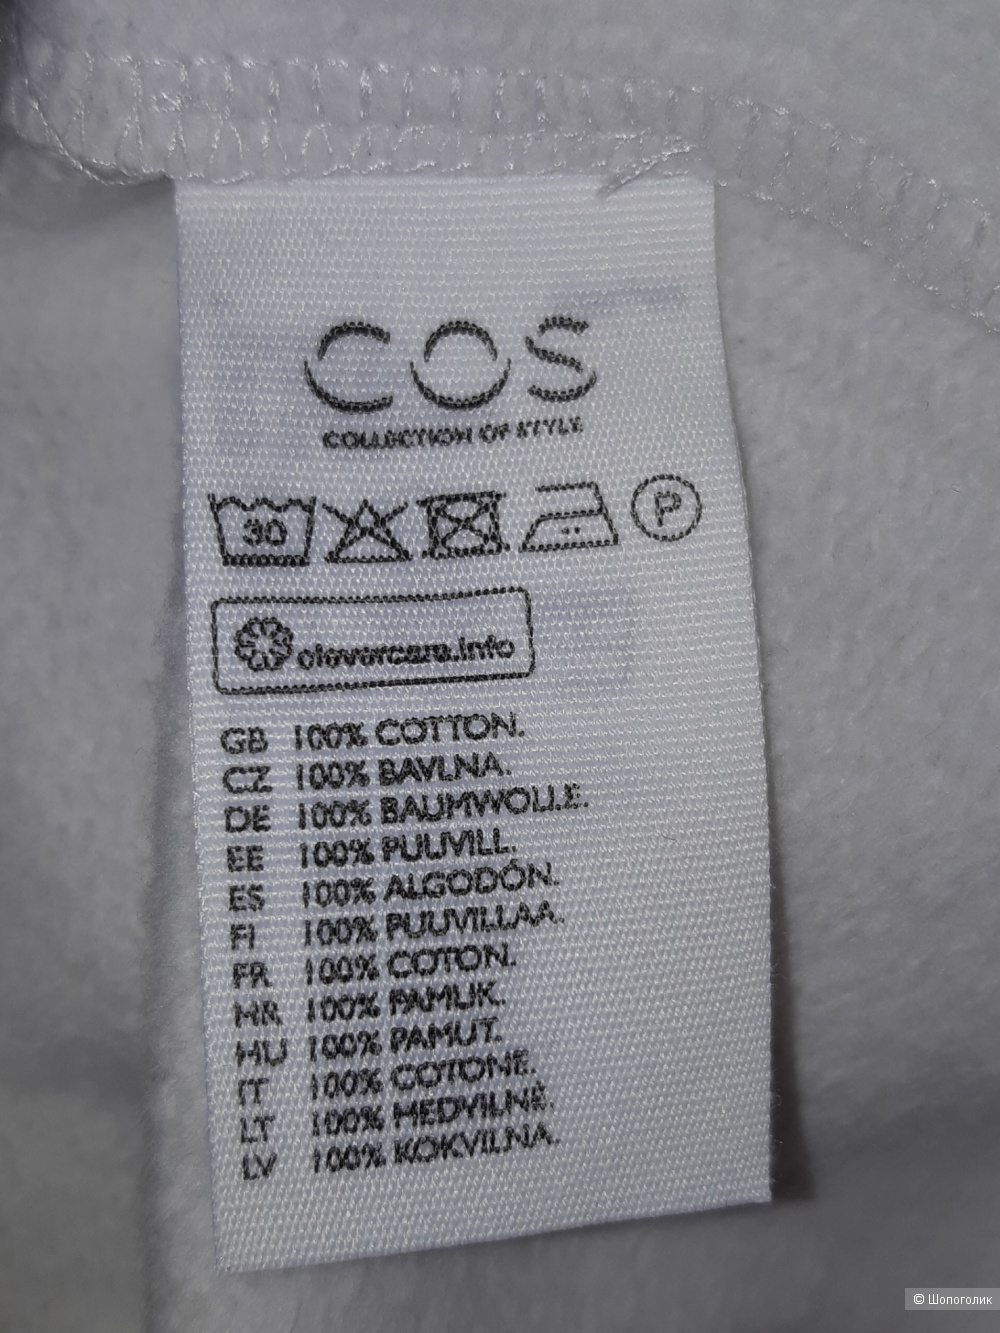 COS
COLLECTION OF STYLE
30 P
clevercare.info
GB 100% COTTON.
CZ 100% BAVLNA.
DE 100% BAUMWOLLE.
EE 100% PUUVILL.
ES 100% ALGODÓN.
FI 100% PUUVILLAA.
FR 100% COTON.
HR 100% PAMUK.
HU 100% PAMUT.
IT 100% COTONE.
LT 100% MEDVILNĖ.
LV 100% KOKVILNA.
© Шопоголик